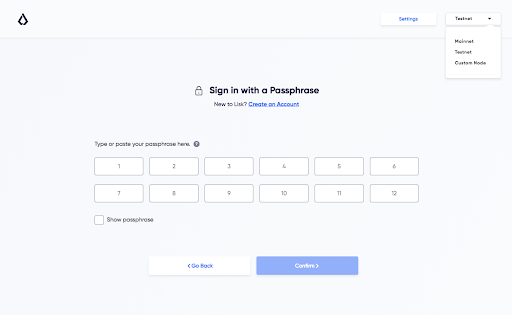 Settings
Testnet
Mainnet
Testnet
Custom Node
Sign in with a Passphrase
New to Lisk? Create an Account
Type or paste your passphrase here. ?
1 2 3 4 5 6
7 8 9 10 11 12
Show passphrase
Go Back
Confirm